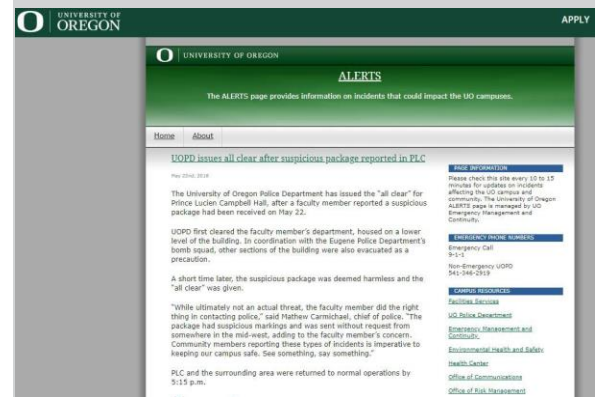 UNIVERSITY OF
OREGON
APPLY
UNIVERSITY OF OREGON
ALERTS
The ALERTS page provides information on incidents that could impact the UO campuses.
Home About
UOPD issues all clear after suspicious package reported in PLC
May 22nd, 2018
The University of Oregon Police Department has issued the "all clear" for
Prince Lucien Campbell Hall, after a faculty member reported a suspicious
package had been received on May 22.
UOPD first cleared the faculty member's department, housed on a lower
level of the building. In coordination with the Eugene Police Department's
bomb squad, other sections of the building were also evacuated as a
precaution.
A short time later, the suspicious package was deemed harmless and the
"all clear" was given.
"While ultimately not an actual threat, the faculty member did the right
thing in contacting police," said Mathew Carmichael, chief of police. "The
package had suspicious markings and was sent without request from
somewhere in the mid-west, adding to the faculty member's concern.
Community members reporting these types of incidents is imperative to
keeping our campus safe. See something, say something."
PLC and the surrounding area were returned to normal operations by
5:15 p.m.
PAGE INFORMATION
Please check this site every 10 to 15
minutes for updates on incidents
affecting the UO campus and
community. The University of Oregon
ALERTS page is managed by UO
Emergency Management and
Continuity.
EMERGENCY PHONE NUMBERS
Emergency Call
9-1-1
Non-Emergency UOPD
541-346-2919
CAMPUS RESOURCES
Facilities Services
UO Police Department
Emergency Management and
Continuity
Environmental Health and Safety
Health Center
Office of Communications
Office of Risk Management